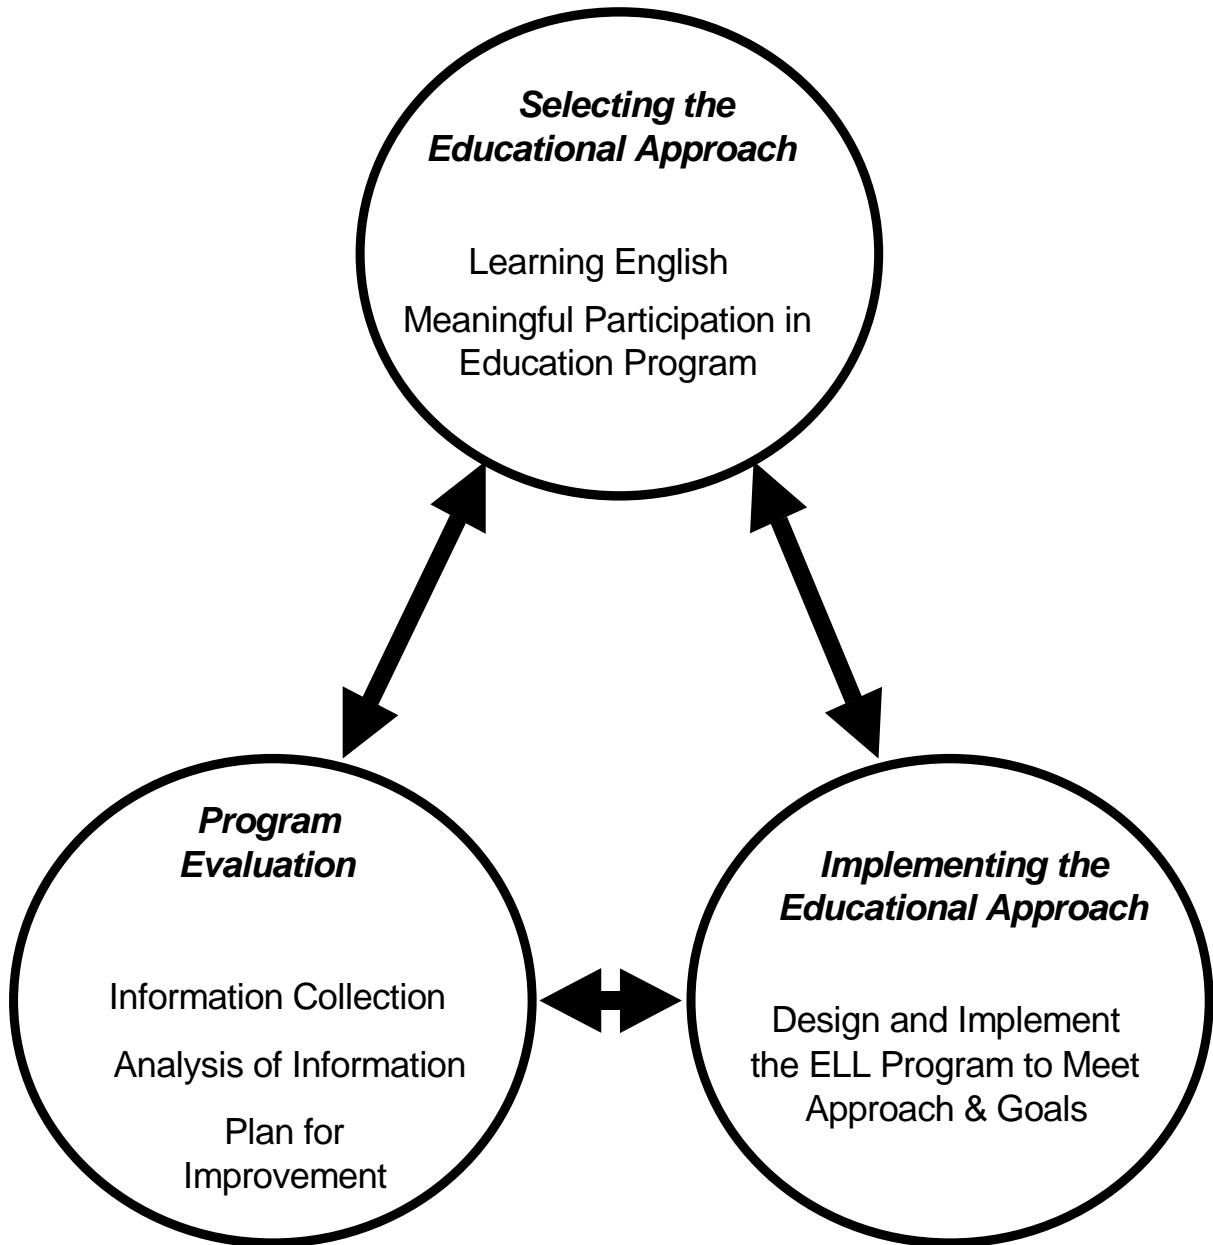 Selecting the
Educational Approach
Learning English
Meaningful Participation in
Education Program
Program
Evaluation
Information Collection
Analysis of Information
Plan for
Improvement
Implementing the
Educational Approach
Design and Implement
the ELL Program to Meet
Approach & Goals